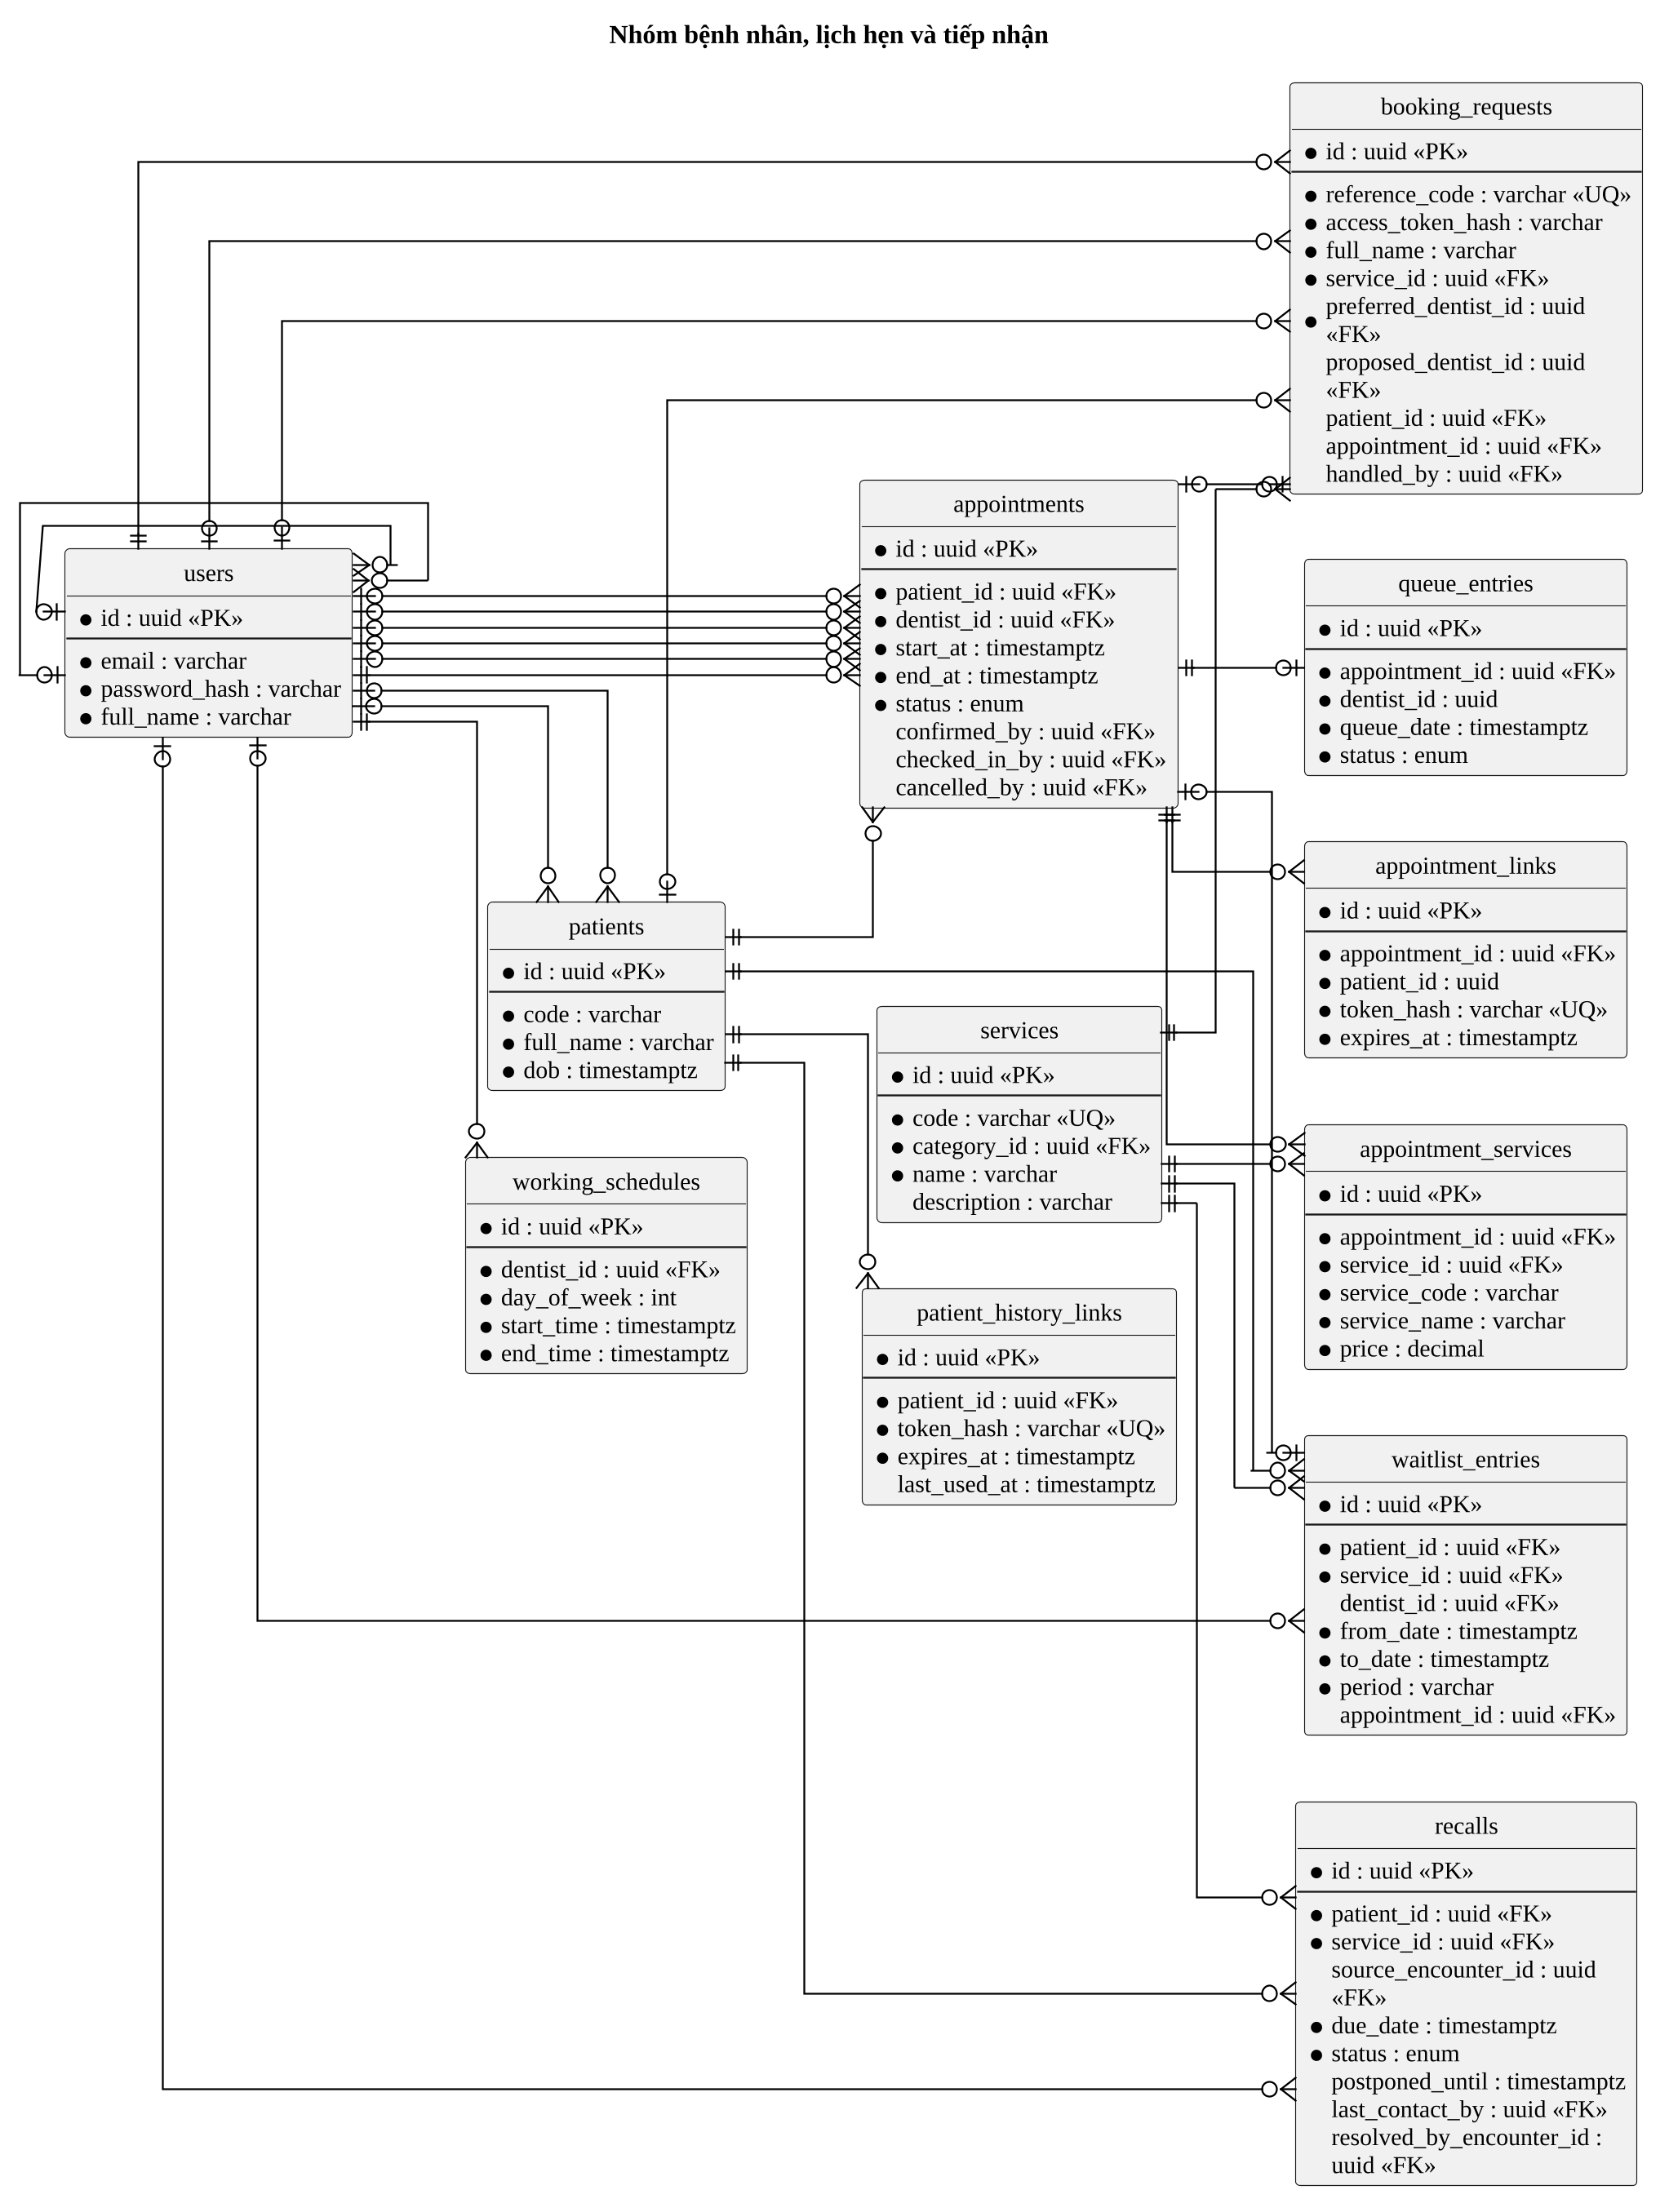 Nhóm bệnh nhân, lịch hẹn và tiếp nhận
booking_requests
id : uuid «PK»
reference_code : varchar «UQ»
access_token_hash : varchar
full_name : varchar
service_id : uuid «FK»
preferred_dentist_id : uuid
«FK»
proposed_dentist_id : uuid
«FK»
patient_id : uuid «FK»
appointment_id : uuid «FK»
handled_by : uuid «FK»
users
id : uuid «PK»
email : varchar
password_hash : varchar
full_name : varchar
appointments
id : uuid «PK»
patient_id : uuid «FK»
dentist_id : uuid «FK»
start_at : timestamptz
end_at : timestamptz
status : enum
confirmed_by : uuid «FK»
checked_in_by : uuid «FK»
cancelled_by : uuid «FK»
queue_entries
id : uuid «PK»
appointment_id : uuid «FK»
dentist_id : uuid
queue_date : timestamptz
status : enum
appointment_links
id : uuid «PK»
appointment_id : uuid «FK»
patient_id : uuid
token_hash : varchar «UQ»
expires_at : timestamptz
patients
id : uuid «PK»
code : varchar
full_name : varchar
dob : timestamptz
services
id : uuid «PK»
code : varchar «UQ»
category_id : uuid «FK»
name : varchar
description : varchar
appointment_services
id : uuid «PK»
appointment_id : uuid «FK»
service_id : uuid «FK»
service_code : varchar
service_name : varchar
price : decimal
working_schedules
id : uuid «PK»
dentist_id : uuid «FK»
day_of_week : int
start_time : timestamptz
end_time : timestamptz
patient_history_links
id : uuid «PK»
patient_id : uuid «FK»
token_hash : varchar «UQ»
expires_at : timestamptz
last_used_at : timestamptz
waitlist_entries
id : uuid «PK»
patient_id : uuid «FK»
service_id : uuid «FK»
dentist_id : uuid «FK»
from_date : timestamptz
to_date : timestamptz
period : varchar
appointment_id : uuid «FK»
recalls
id : uuid «PK»
patient_id : uuid «FK»
service_id : uuid «FK»
source_encounter_id : uuid
«FK»
due_date : timestamptz
status : enum
postponed_until : timestamptz
last_contact_by : uuid «FK»
resolved_by_encounter_id :
uuid «FK»